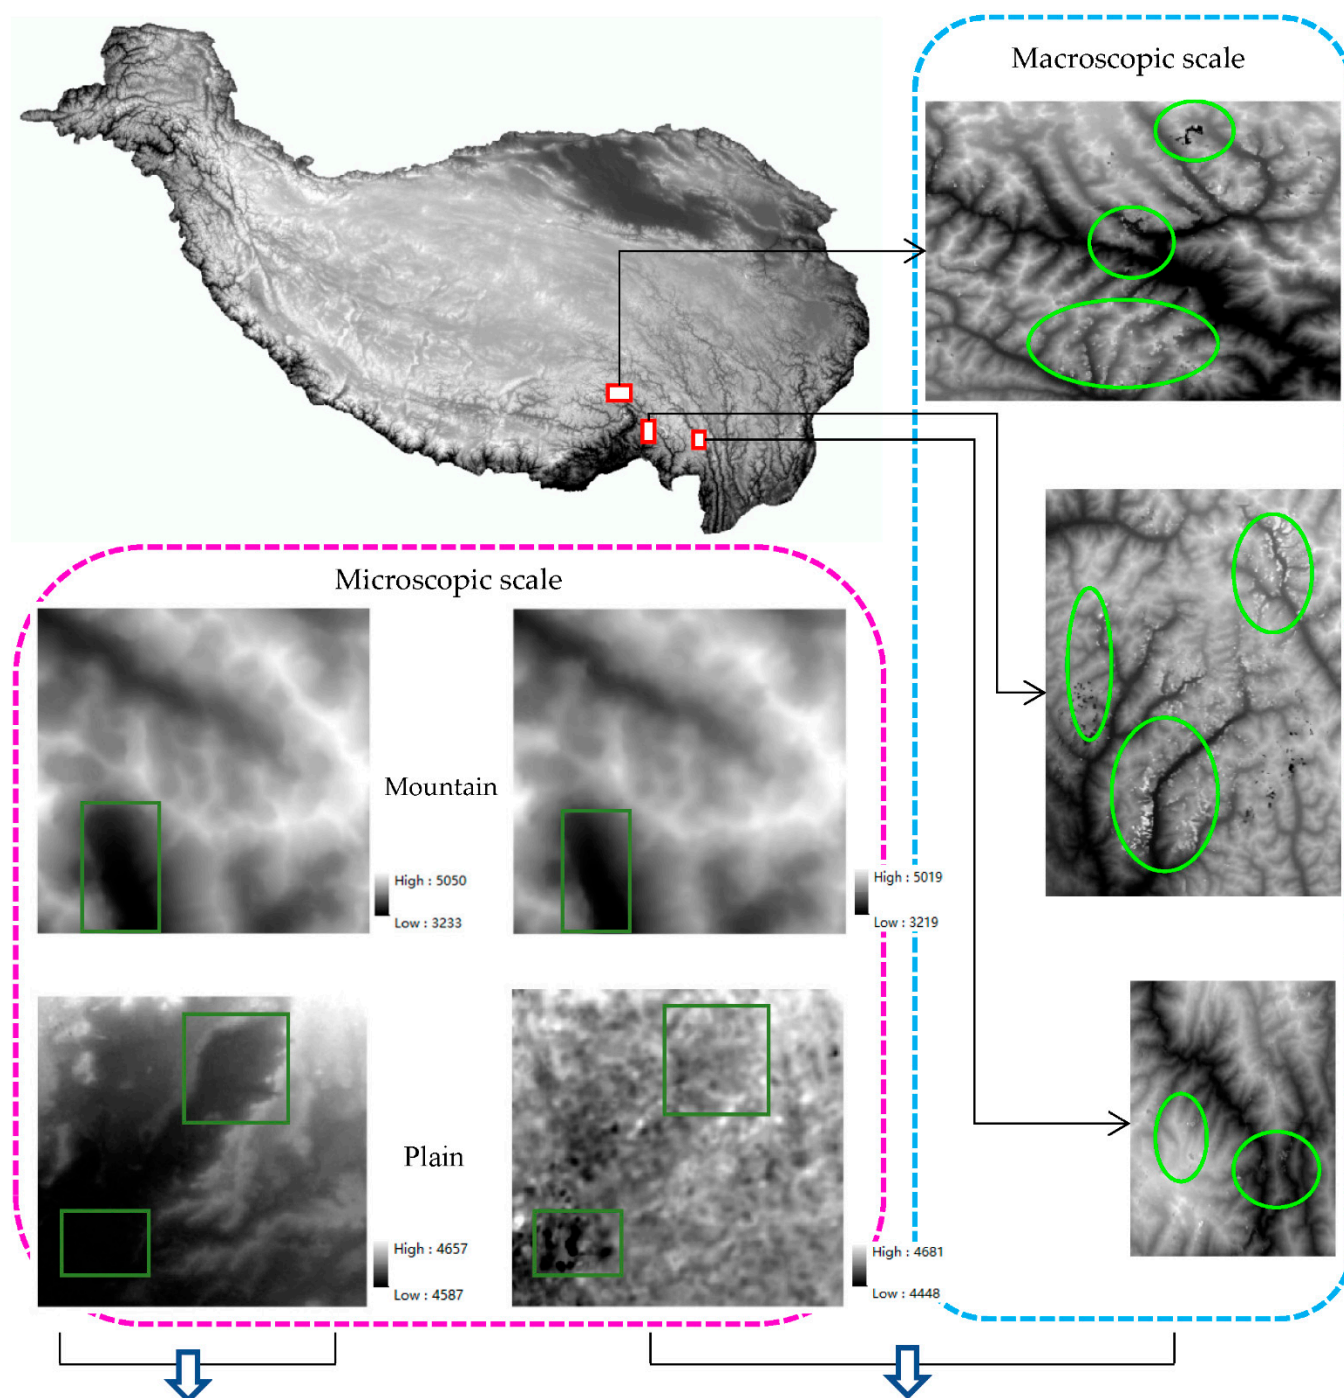 Macroscopic scale
Microscopic scale
Mountain
High : 5050
Low : 3233
High : 5019
Low : 3219
Plain
High : 4657
Low : 4587
High : 4681
Low : 4448